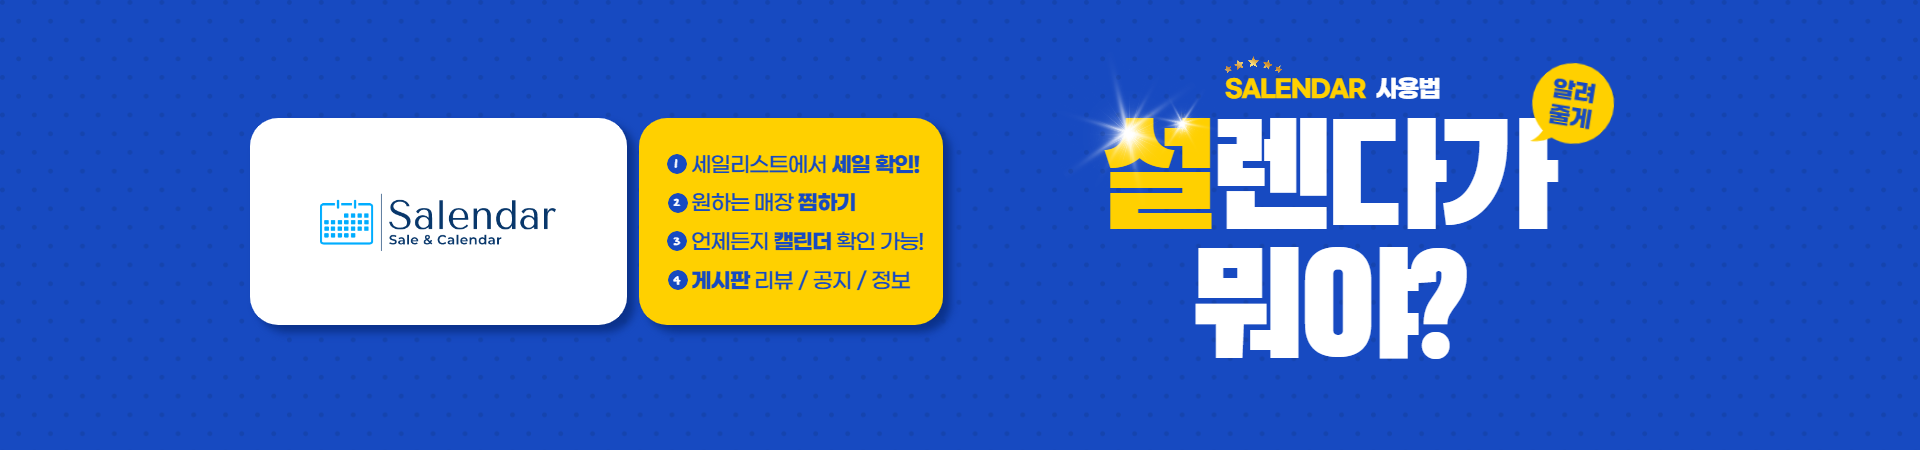 Salendar
Sale & Calendar
1 세일리스트에서 세일 확인!
2 원하는 매장 찜하기
3 언제든지 캘린더 확인 가능!
4 게시판 리뷰 / 공지 / 정보
SALENDAR 사용법
설렌다가
뭐야?
알려
줄게